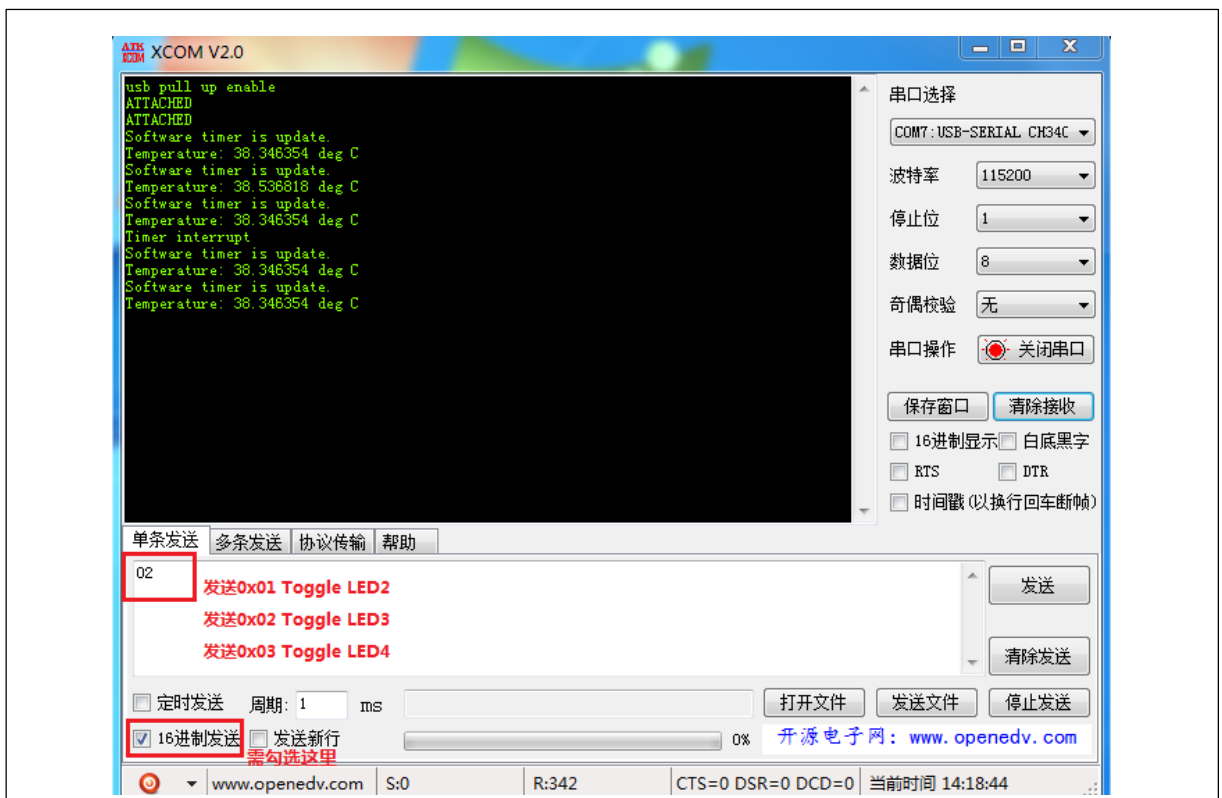 XCOM V2.0
usb pull up enable
ATTACHED
ATTACHED
Software timer is update.
Temperature: 38.346354 deg C
Software timer is update.
Temperature: 38.536818 deg C
Software timer is update.
Temperature: 38.346354 deg C
Timer interrupt
Software timer is update.
Temperature: 38.346354 deg C
Software timer is update.
Temperature: 38.346354 deg C
串口选择
COM7:USB-SERIAL CH34C
波特率 115200
停止位 1
数据位 8
奇偶校验 无
串口操作 关闭串口
保存窗口 清除接收
16进制显示 白底黑字
RTS DTR
时间戳(以换行回车断帧)
单条发送 多条发送 协议传输 帮助
02
发送0x01 Toggle LED2
发送0x02 Toggle LED3
发送0x03 Toggle LED4
发送
清除发送
定时发送 周期: 1 ms 打开文件 发送文件 停止发送
16进制发送 发送新行 0% 开源电子网: www.openedv.com
需勾选这里
www.openedv.com S:0 R:342 CTS=0 DSR=0 DCD=0 当前时间 14:18:44